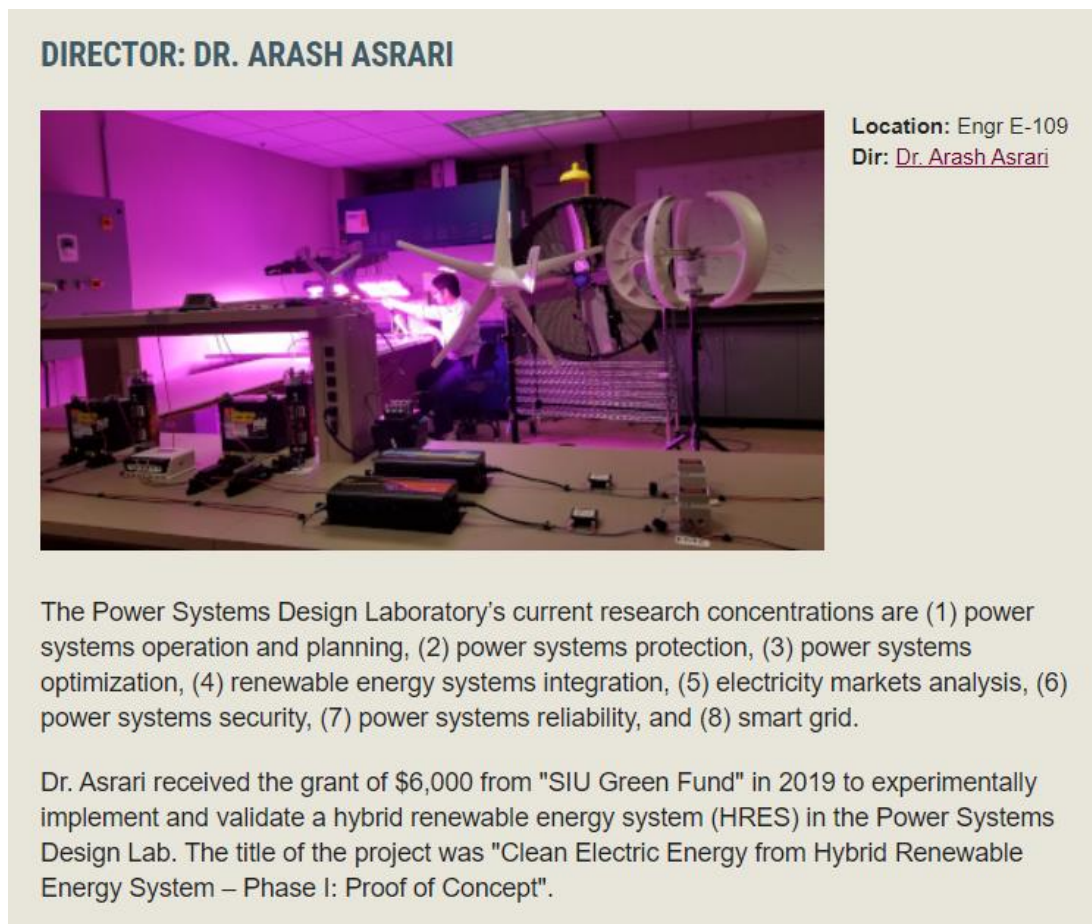 DIRECTOR: DR. ARASH ASRARI
Location: Engr E-109
Dir: Dr. Arash Asrari
The Power Systems Design Laboratory’s current research concentrations are (1) power
systems operation and planning, (2) power systems protection, (3) power systems
optimization, (4) renewable energy systems integration, (5) electricity markets analysis, (6)
power systems security, (7) power systems reliability, and (8) smart grid.
Dr. Asrari received the grant of $6,000 from "SIU Green Fund" in 2019 to experimentally
implement and validate a hybrid renewable energy system (HRES) in the Power Systems
Design Lab. The title of the project was "Clean Electric Energy from Hybrid Renewable
Energy System – Phase I: Proof of Concept".